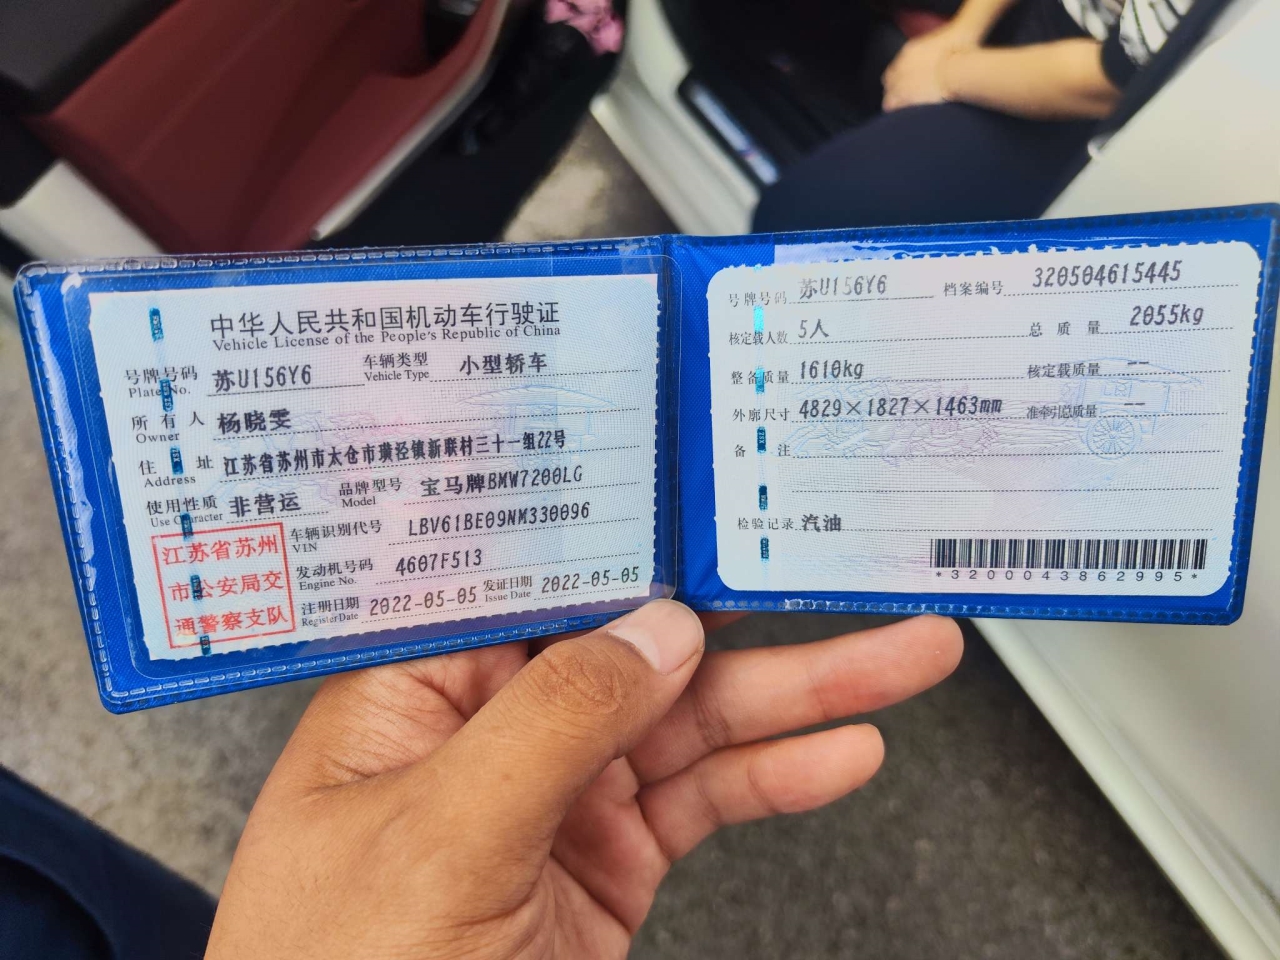 中华人民共和国机动车行驶证
Vehicle License of the People's Republic of China
号牌号码 苏U156Y6 车辆类型 小型轿车
Plate No. Vehicle Type
所有人 杨晓雯
Owner
住址 江苏省苏州市太仓市璜泾镇新联村三十一组22号
Address
使用性质 非营运 品牌型号 宝马牌BMW7200LG
Use Character Model
江苏省苏州
市公安局交
通警察支队
车辆识别代号 LBV61BE09NM330096
VIN
发动机号码 4607F513
Engine No.
注册日期 2022-05-05 发证日期 2022-05-05
Register Date Issue Date
号牌号码 苏U156Y6 档案编号 320504615445
核定载人数 5人 总质量 2055kg
整备质量 1610kg 核定载质量 --
外廓尺寸 4829×1827×1463mm 准牵引总质量 --
备注
检验记录 汽油
*3200043862995*